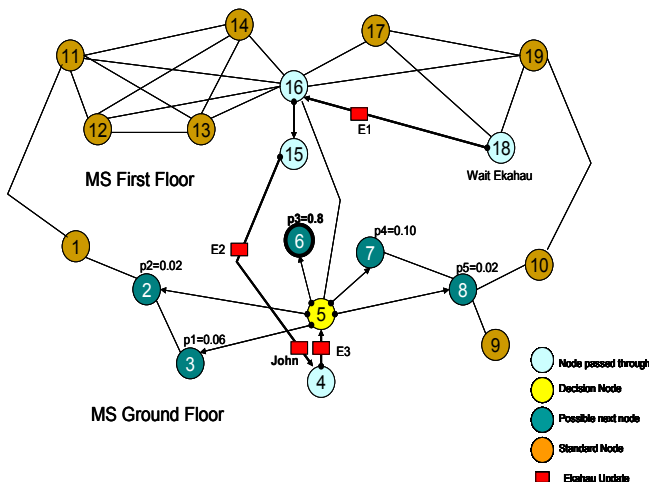 14
17
11
19
16
12
13
E1
18
15
MS First Floor
Wait Ekahau
p3=0.8
p4=0.10
1
E2
6
7
p2=0.02
p5=0.02
10
2
8
5
p1=0.06
E3
9
3
John
4
Node passed through
Decision Node
MS Ground Floor
Possible next node
Standard Node
Ekahau Update